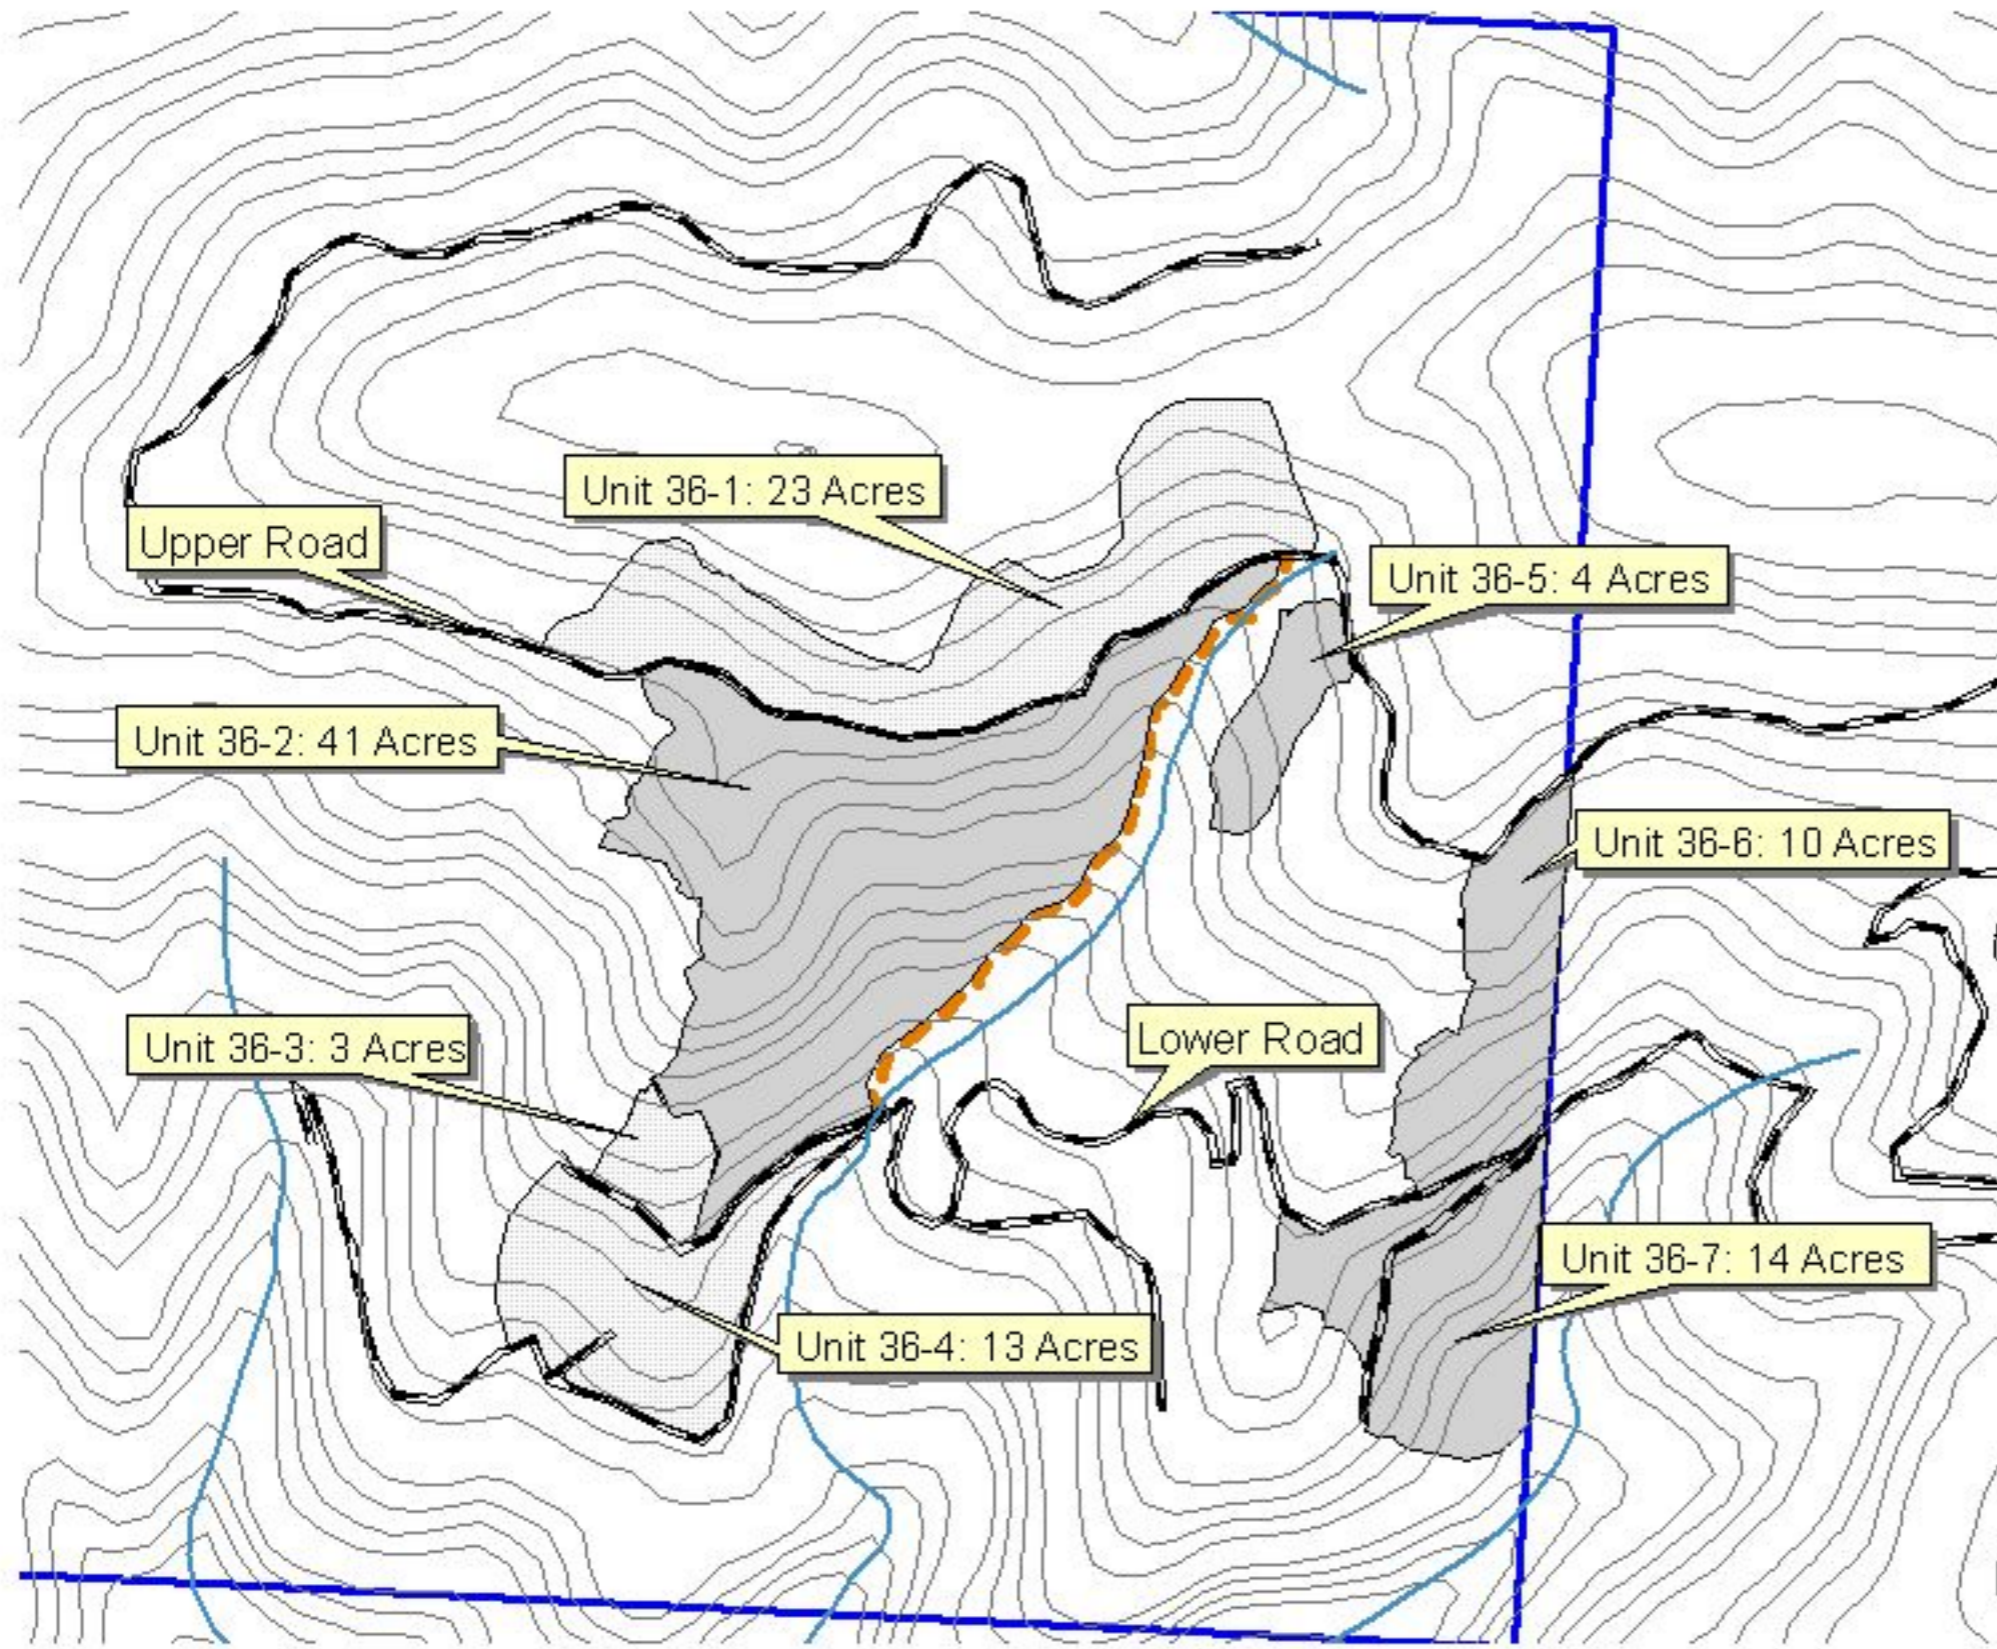 Unit 36-1: 23 Acres
Upper Road
Unit 36-5: 4 Acres
Unit 36-2: 41 Acres
Unit 36-6: 10 Acres
Unit 36-3: 3 Acres
Lower Road
Unit 36-7: 14 Acres
Unit 36-4: 13 Acres